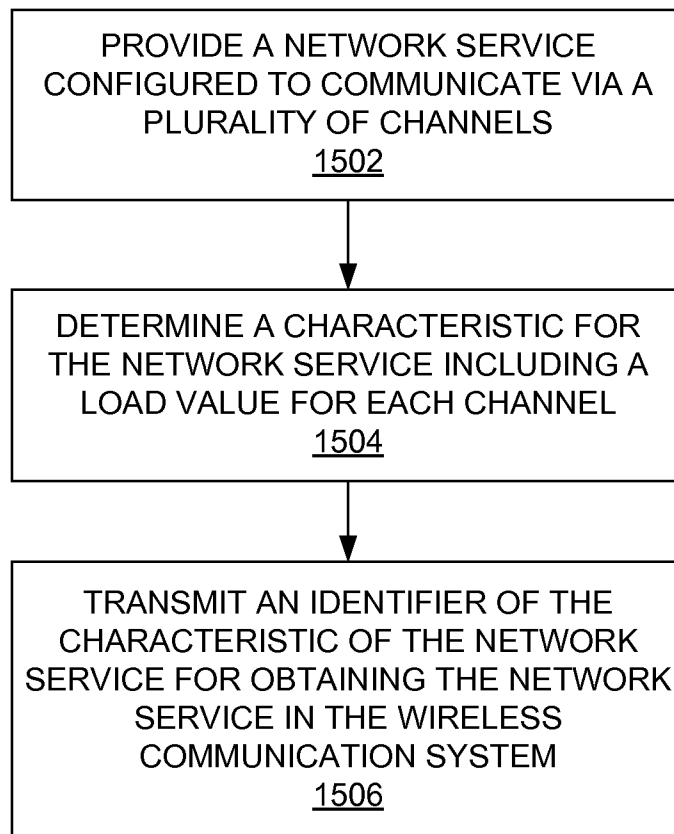 PROVIDE A NETWORK SERVICE
CONFIGURED TO COMMUNICATE VIA A
PLURALITY OF CHANNELS
1502
DETERMINE A CHARACTERISTIC FOR
THE NETWORK SERVICE INCLUDING A
LOAD VALUE FOR EACH CHANNEL
1504
TRANSMIT AN IDENTIFIER OF THE
CHARACTERISTIC OF THE NETWORK
SERVICE FOR OBTAINING THE NETWORK
SERVICE IN THE WIRELESS
COMMUNICATION SYSTEM
1506